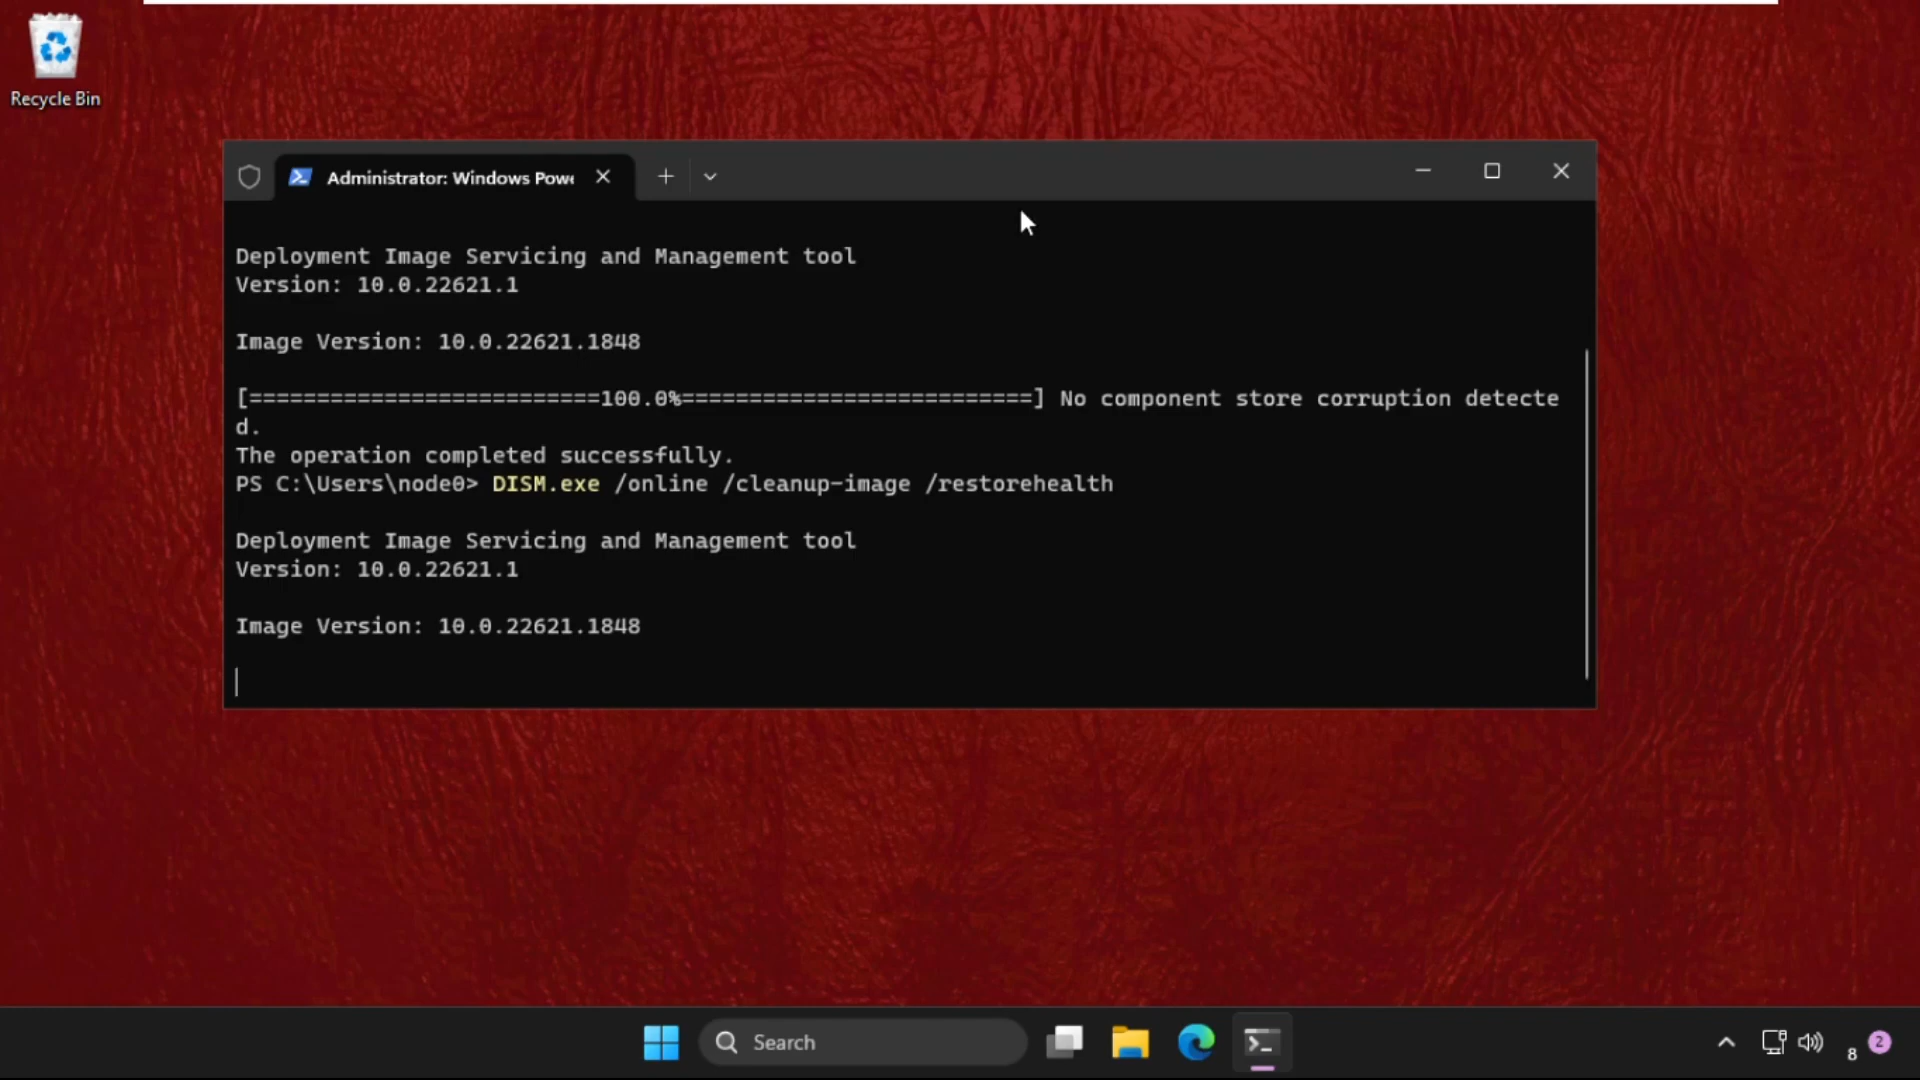 Recycle Bin
Administrator: Windows Powe
Deployment Image Servicing and Management tool
Version: 10.0.22621.1
Image Version: 10.0.22621.1848
[==========================100.0%==========================] No component store corruption detecte
d.
The operation completed successfully.
PS C:\Users\node0> DISM.exe /online /cleanup-image /restorehealth
Deployment Image Servicing and Management tool
Version: 10.0.22621.1
Image Version: 10.0.22621.1848
Search
8
2